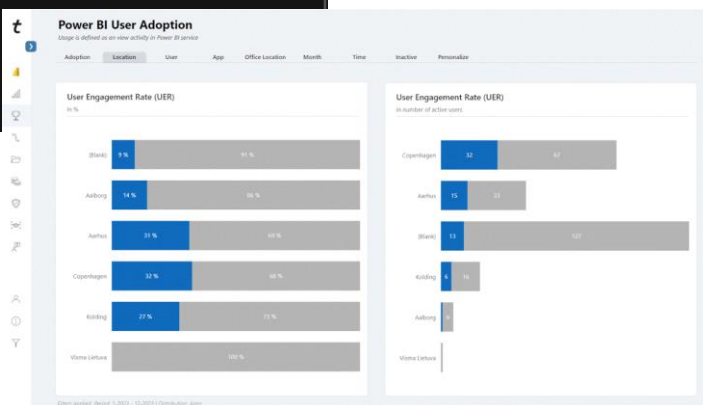 t
Power BI User Adoption
Usage is defined as an view activity in Power BI service
Adoption Location User App Office Location Month Time Inactive Personalize
User Engagement Rate (UER)
in %
(Blank) 9 % 91 %
Aalborg 14 % 86 %
Aarhus 31 % 69 %
Copenhagen 32 % 68 %
Kolding 27 % 73 %
Visma Lietuva 100 %
User Engagement Rate (UER)
in number of active users
Copenhagen 32 67
Aarhus 15 33
(Blank) 13
Kolding 6 16
Aalborg 9
Visma Lietuva